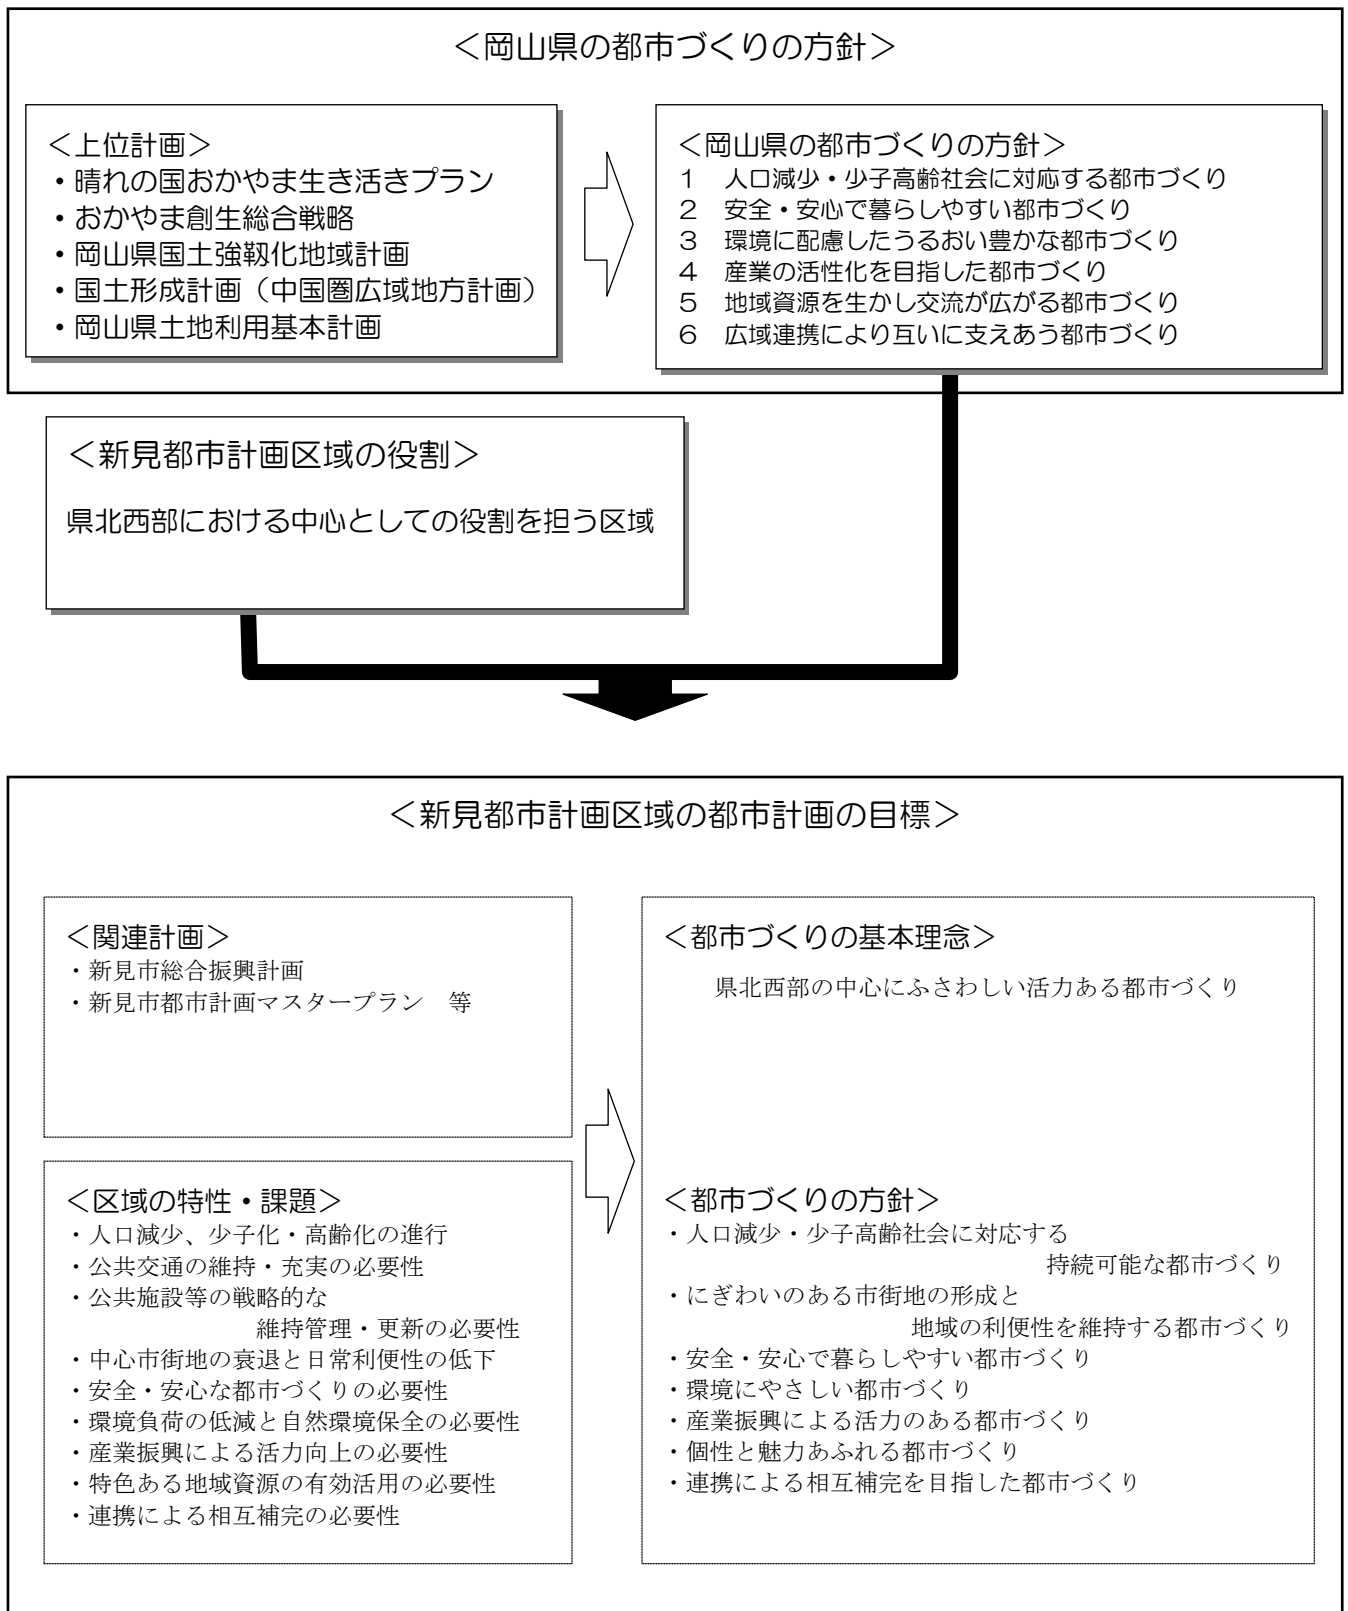 ＜岡山県の都市づくりの方針＞
＜上位計画＞
・晴れの国おかやま生き活きプラン
・おかやま創生総合戦略
・岡山県国土強靱化地域計画
・国土形成計画（中国圏広域地方計画）
・岡山県土地利用基本計画
＜岡山県の都市づくりの方針＞
１　人口減少・少子高齢社会に対応する都市づくり
２　安全・安心で暮らしやすい都市づくり
３　環境に配慮したうるおい豊かな都市づくり
４　産業の活性化を目指した都市づくり
５　地域資源を生かし交流が広がる都市づくり
６　広域連携により互いに支えあう都市づくり
＜新見都市計画区域の役割＞
県北西部における中心としての役割を担う区域
＜新見都市計画区域の都市計画の目標＞
＜関連計画＞
・新見市総合振興計画
・新見市都市計画マスタープラン　等
＜区域の特性・課題＞
・人口減少、少子化・高齢化の進行
・公共交通の維持・充実の必要性
・公共施設等の戦略的な
維持管理・更新の必要性
・中心市街地の衰退と日常利便性の低下
・安全・安心な都市づくりの必要性
・環境負荷の低減と自然環境保全の必要性
・産業振興による活力向上の必要性
・特色ある地域資源の有効活用の必要性
・連携による相互補完の必要性
＜都市づくりの基本理念＞
県北西部の中心にふさわしい活力ある都市づくり
＜都市づくりの方針＞
・人口減少・少子高齢社会に対応する
持続可能な都市づくり
・にぎわいのある市街地の形成と
地域の利便性を維持する都市づくり
・安全・安心で暮らしやすい都市づくり
・環境にやさしい都市づくり
・産業振興による活力のある都市づくり
・個性と魅力あふれる都市づくり
・連携による相互補完を目指した都市づくり